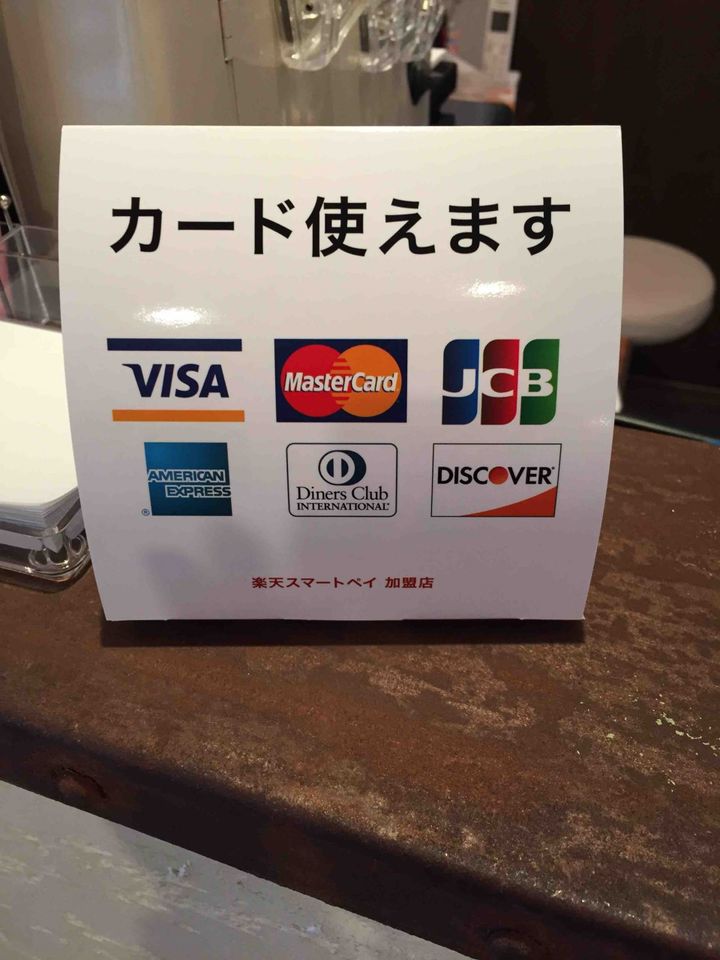 カード使えます
VISA MasterCard JCB
AMERICAN EXPRESS® Diners Club INTERNATIONAL® DISCOVER®
楽天スマートペイ 加盟店